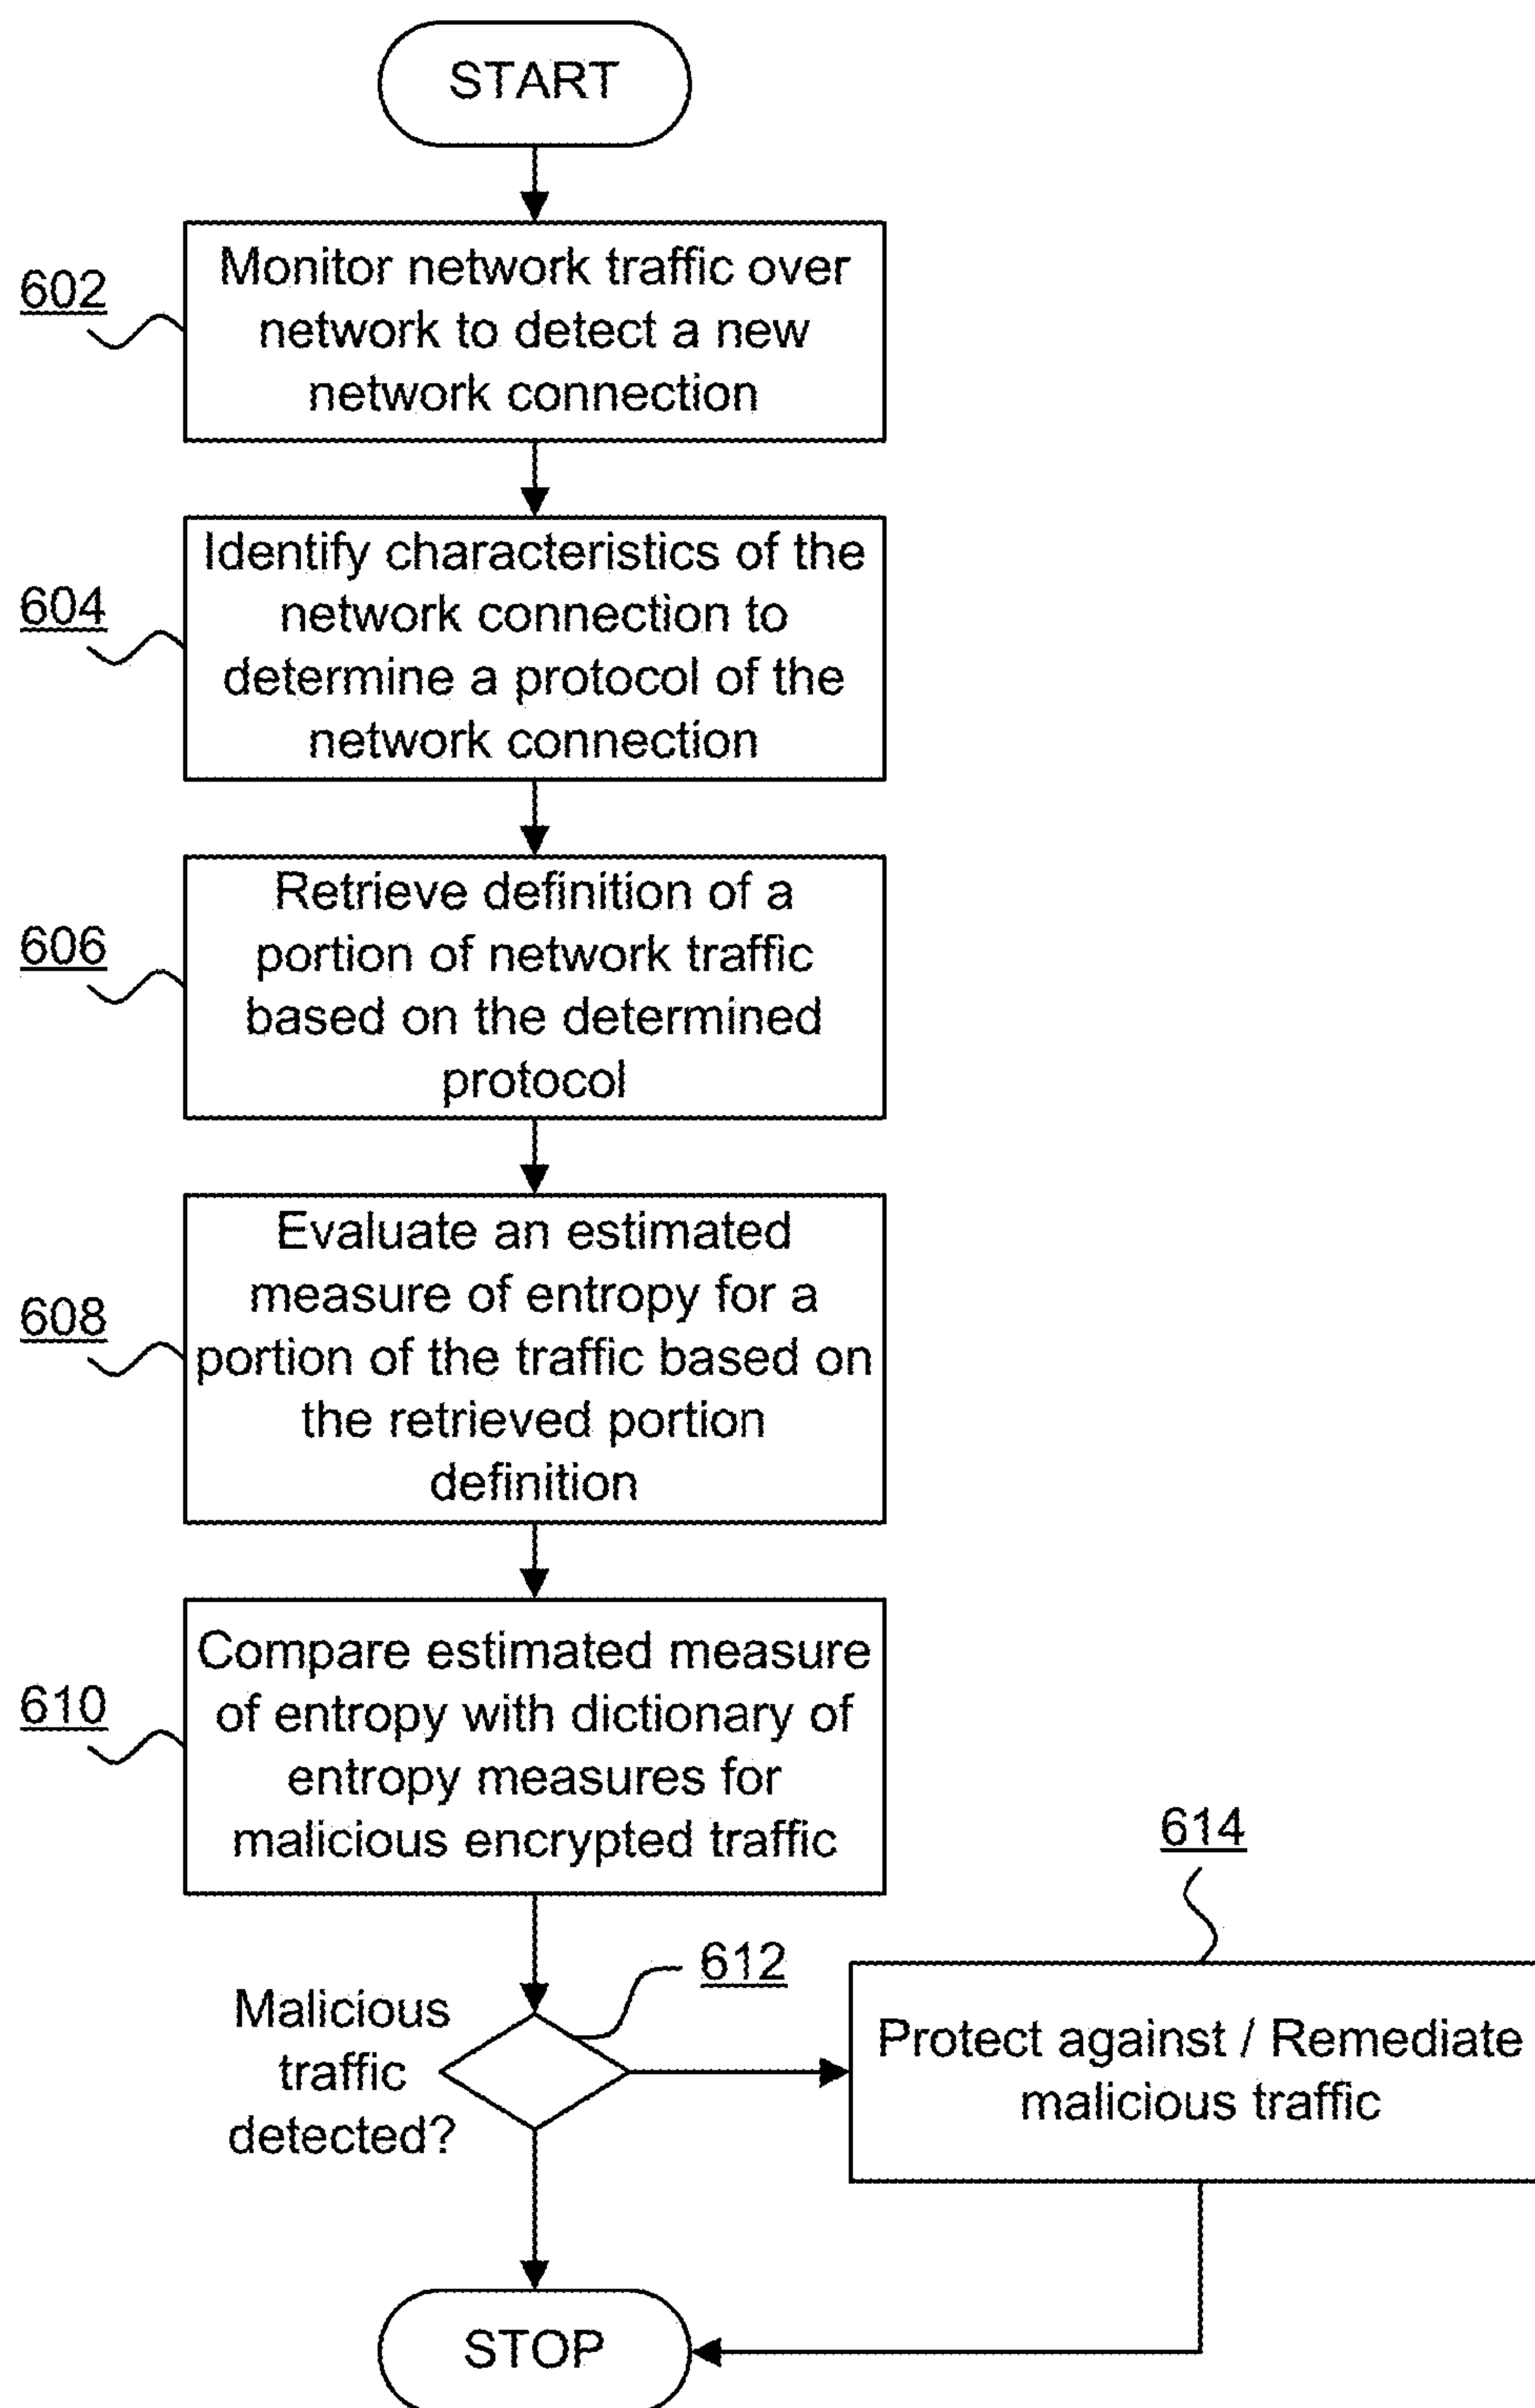 START
602
Monitor network traffic over
network to detect a new
network connection
604
Identify characteristics of the
network connection to
determine a protocol of the
network connection
606
Retrieve definition of a
portion of network traffic
based on the determined
protocol
608
Evaluate an estimated
measure of entropy for a
portion of the traffic based on
the retrieved portion
definition
610
Compare estimated measure
of entropy with dictionary of
entropy measures for
malicious encrypted traffic
612
Malicious
traffic
detected?
614
Protect against / Remediate
malicious traffic
STOP